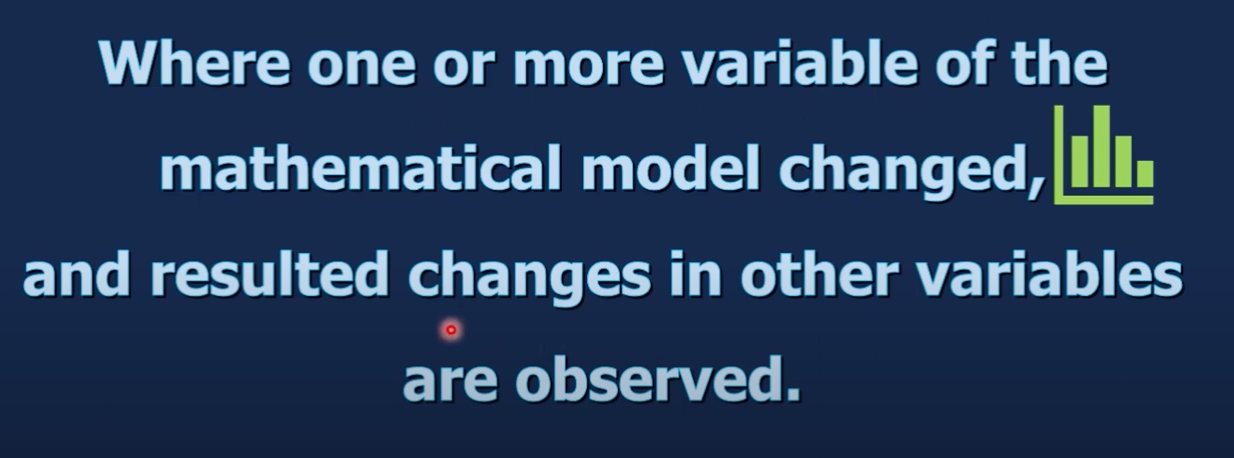 Where one or more variable of the
mathematical model changed,
and resulted changes in other variables
are observed.